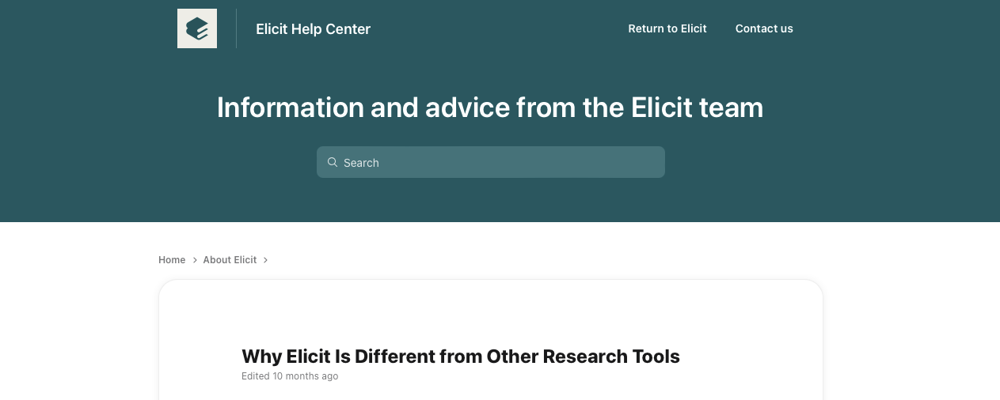 Elicit Help Center
Return to Elicit
Contact us
Information and advice from the Elicit team
Search
Home > About Elicit >
Why Elicit Is Different from Other Research Tools
Edited 10 months ago